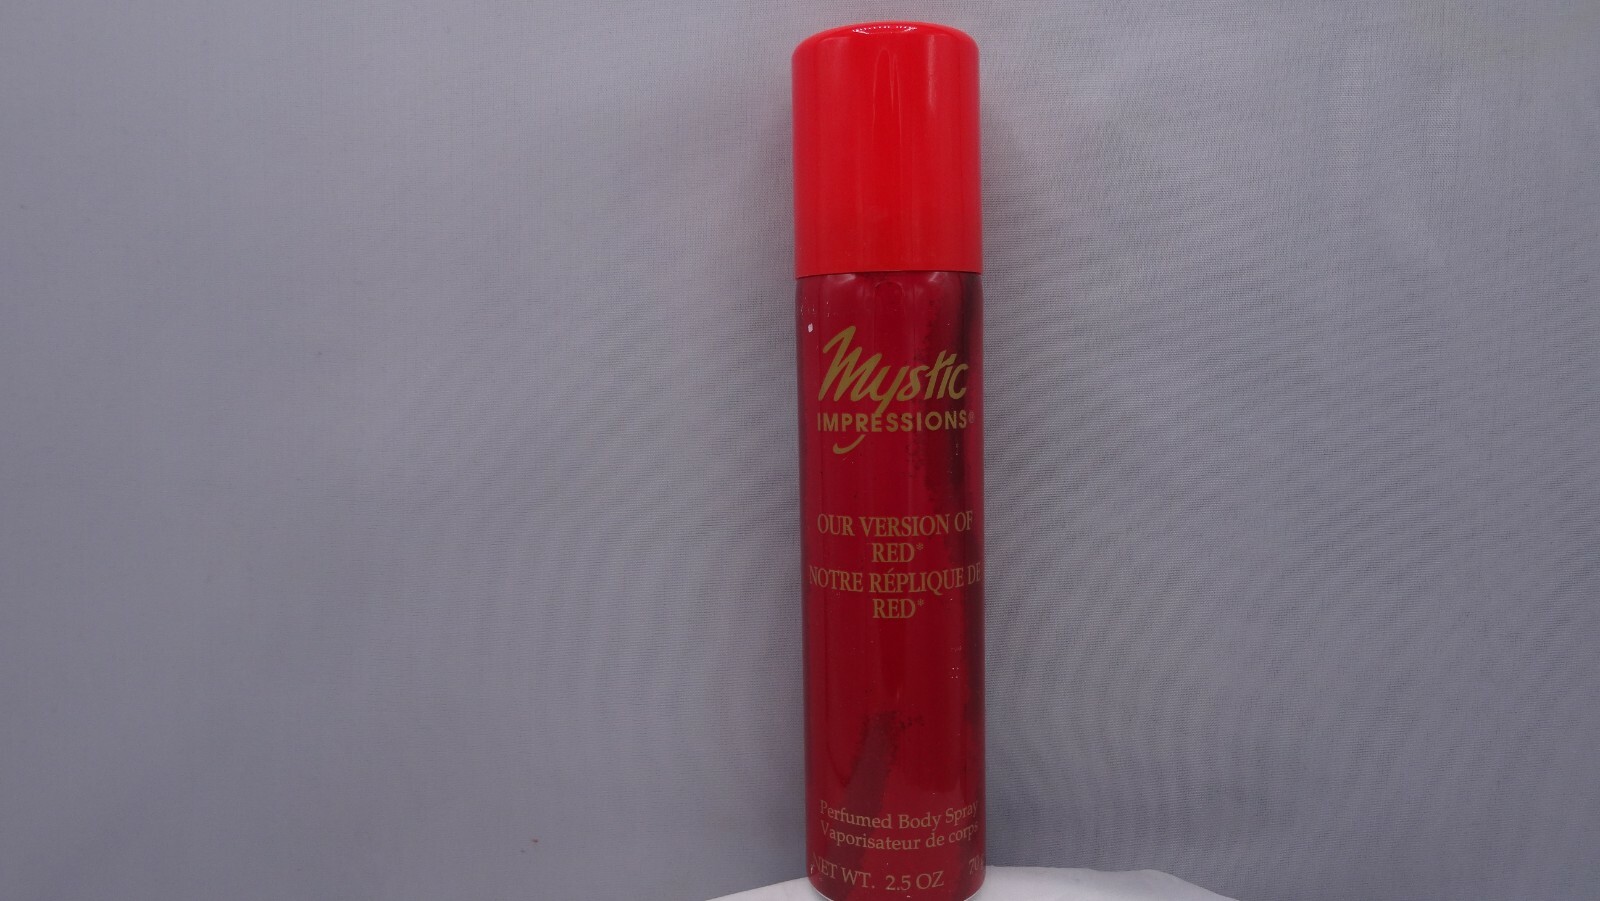 Mystic
IMPRESSIONS®
OUR VERSION OF
RED*
NOTRE RÉPLIQUE DE
RED*
Perfumed Body Spray
Vaporisateur de corps
NET WT. 2.5 OZ 70